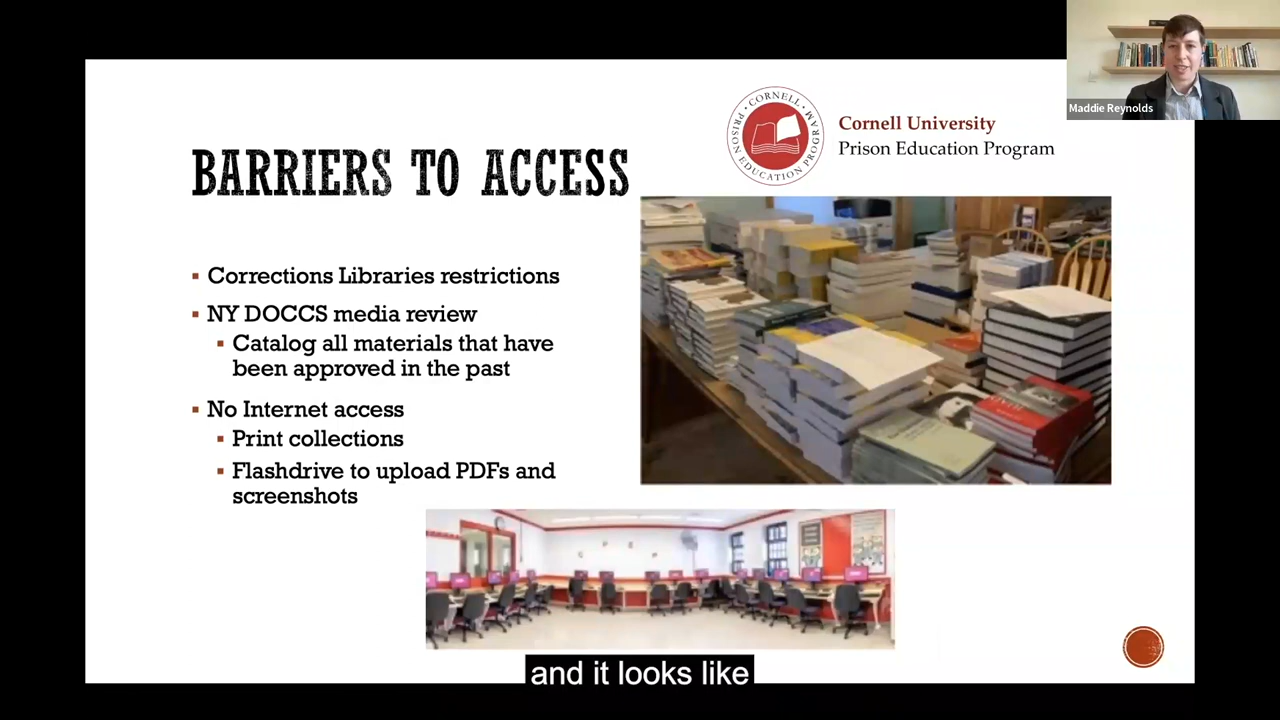 Maddie Reynolds
CORNELL
PRISON EDUCATION PROGRAM
Cornell University
Prison Education Program
BARRIERS TO ACCESS
▪ Corrections Libraries restrictions
▪ NY DOCCS media review
▪ Catalog all materials that have
been approved in the past
▪ No Internet access
▪ Print collections
▪ Flashdrive to upload PDFs and
screenshots
and it looks like